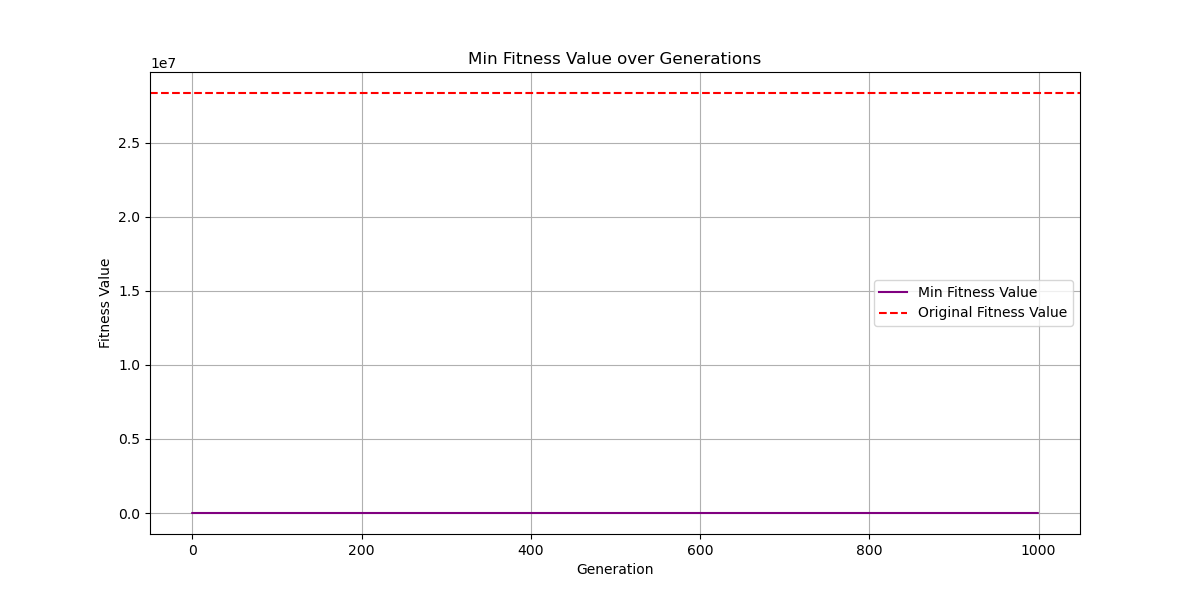 Min Fitness Value over Generations
1e7
2.5
2.0
1.5
1.0
0.5
0.0
Fitness Value
Min Fitness Value
Original Fitness Value
0 200 400 600 800 1000
Generation